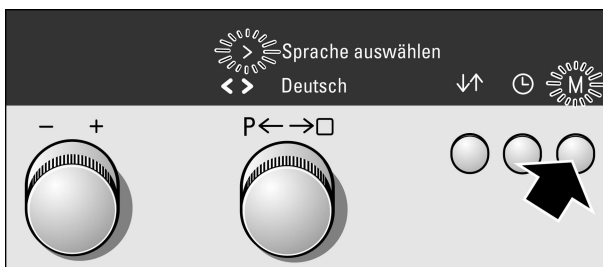 > Sprache auswählen
< > Deutsch
↓↑ M
− +
P← →□